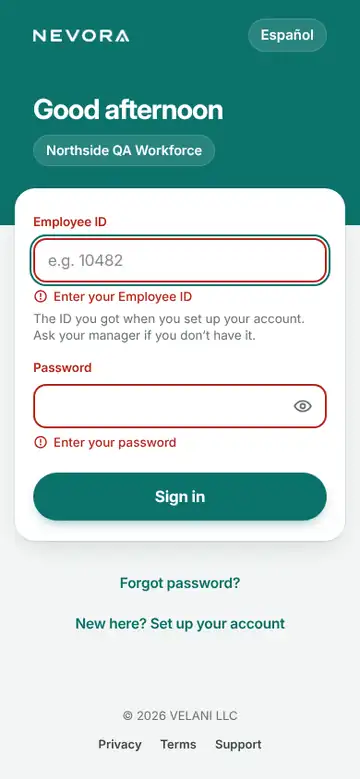 NEVORA
Español
Good afternoon
Northside QA Workforce
Employee ID
e.g. 10482
Enter your Employee ID
The ID you got when you set up your account.
Ask your manager if you don’t have it.
Password
Enter your password
Sign in
Forgot password?
New here? Set up your account
© 2026 VELANI LLC
Privacy Terms Support